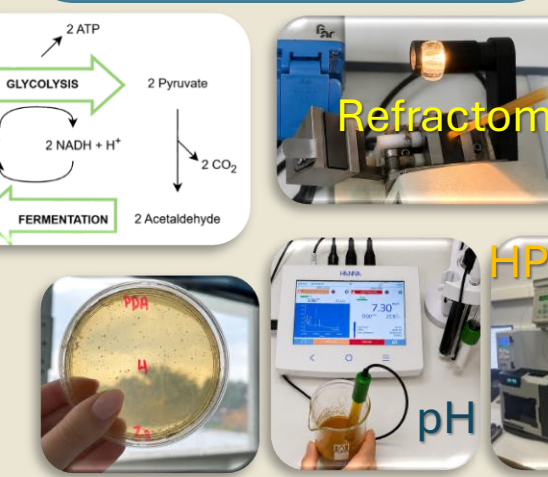 2 ATP
GLYCOLYSIS
2 Pyruvate
2 NADH + H⁺
2 CO₂
FERMENTATION
2 Acetaldehyde
Refractom
HP
PDA
4
HANNA
7.30
pH